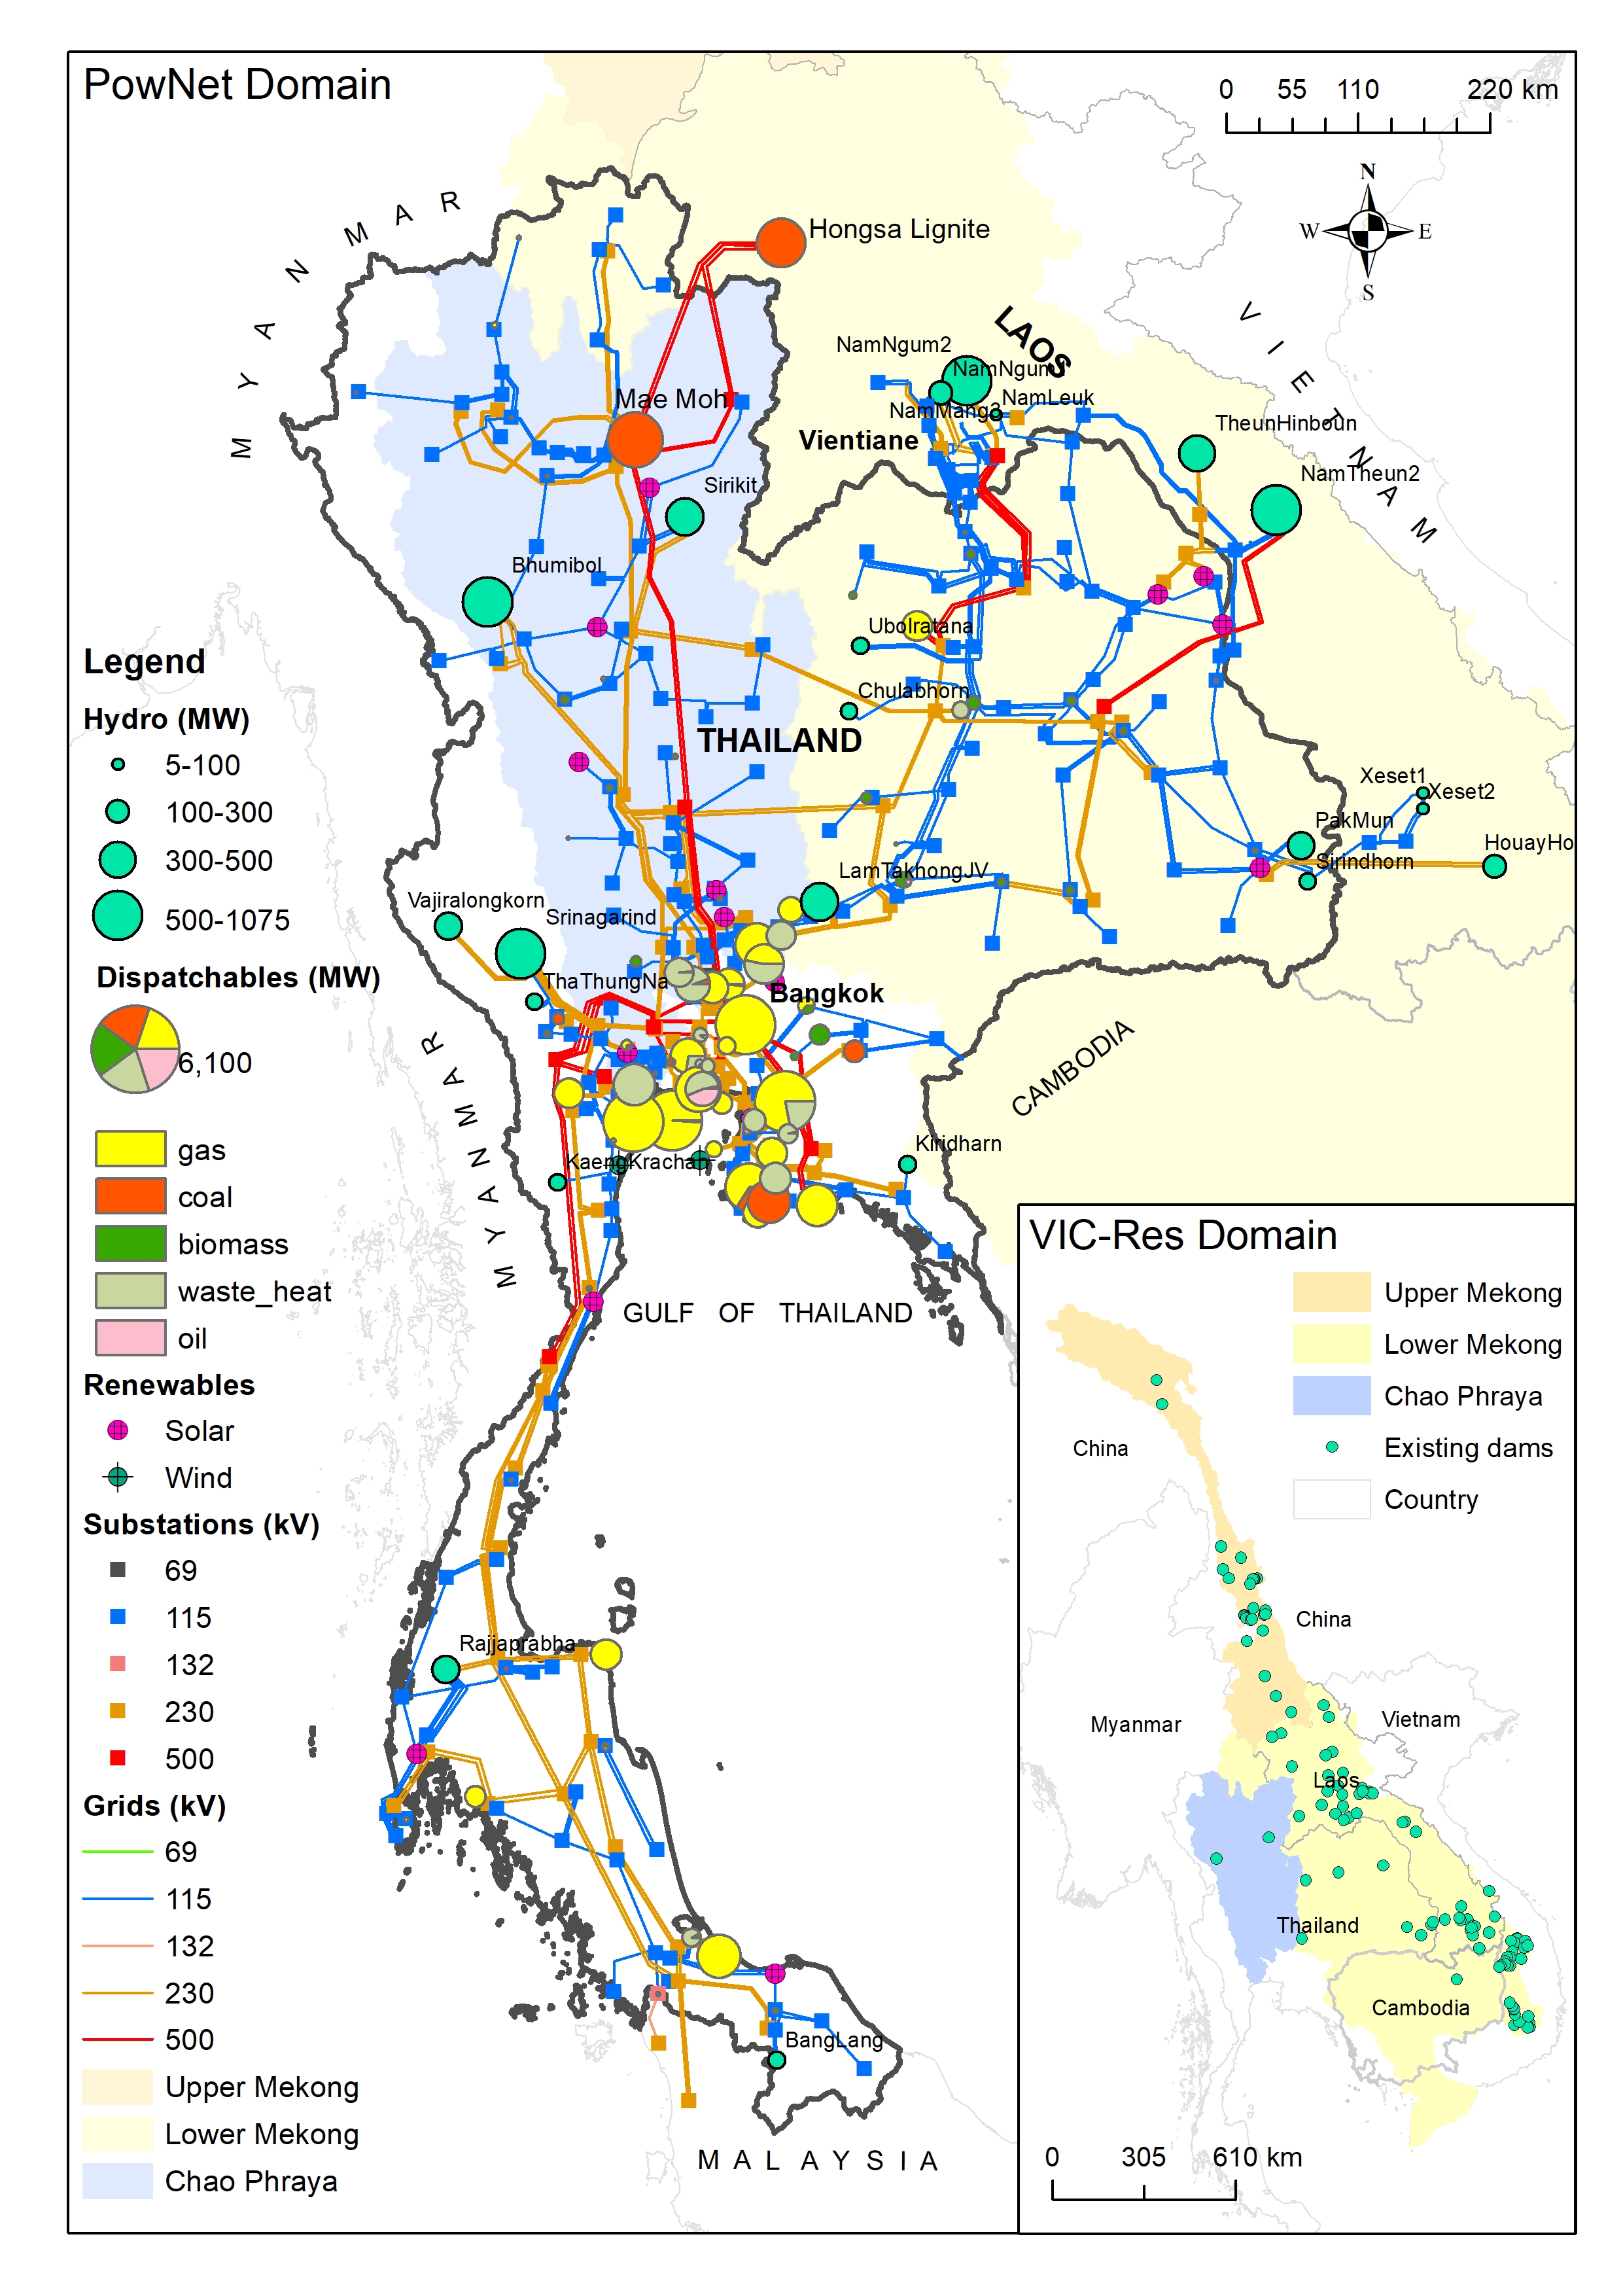 PowNet Domain
0 55 110 220 km
N
W E
S
MYANMAR
Hongsa Lignite
LAOS
VIETNAM
NamNgum2
NamNgum1
NamLeuk
NamMang3
Mae Moh
Vientiane
TheunHinboun
NamTheun2
Sirikit
Bhumibol
Ubolratana
Chulabhorn
THAILAND
Xeset1
Xeset2
PakMun
HouayHo
Sirindhorn
LamTakhongJV
Vajiralongkorn
Srinagarind
ThaThungNa
Bangkok
MYANMAR
CAMBODIA
Kiridharn
KaengKrachan
GULF OF THAILAND
Rajjaprabha
BangLang
MALAYSIA
Legend
Hydro (MW)
5-100
100-300
300-500
500-1075
Dispatchables (MW)
6,100
gas
coal
biomass
waste_heat
oil
Renewables
Solar
Wind
Substations (kV)
69
115
132
230
500
Grids (kV)
69
115
132
230
500
Upper Mekong
Lower Mekong
Chao Phraya
VIC-Res Domain
Upper Mekong
Lower Mekong
Chao Phraya
Existing dams
Country
China
China
Myanmar
Vietnam
Laos
Thailand
Cambodia
0 305 610 km